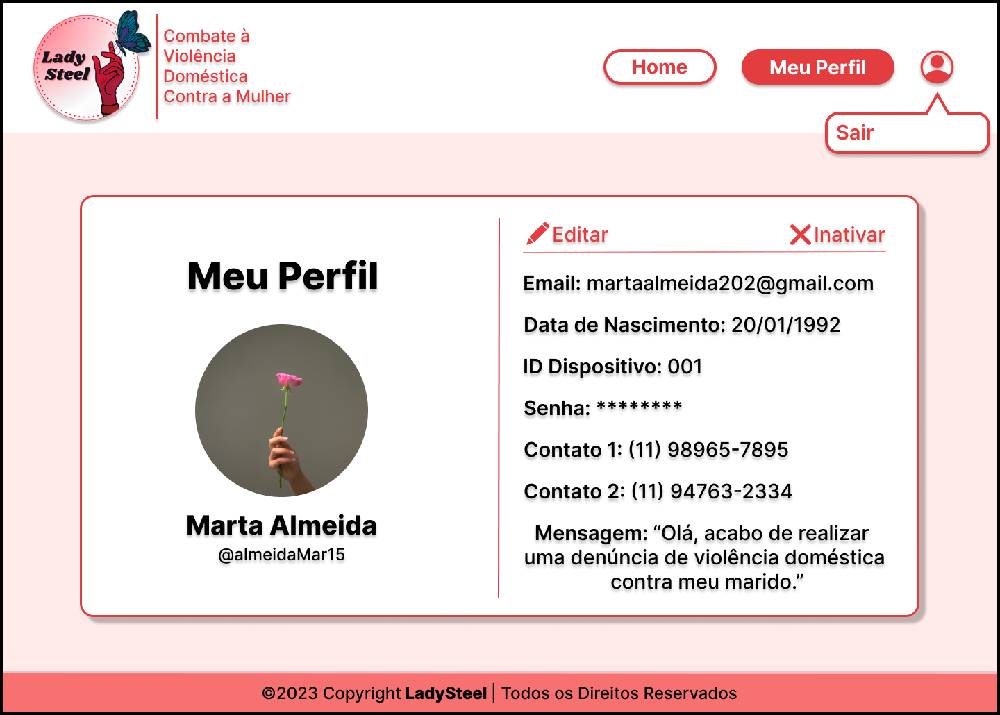 Lady
Steel
Combate à
Violência
Doméstica
Contra a Mulher
Home
Meu Perfil
Sair
Meu Perfil
Marta Almeida
@almeidaMar15
Editar
Inativar
Email: martaalmeida202@gmail.com
Data de Nascimento: 20/01/1992
ID Dispositivo: 001
Senha: ********
Contato 1: (11) 98965-7895
Contato 2: (11) 94763-2334
Mensagem: “Olá, acabo de realizar
uma denúncia de violência doméstica
contra meu marido.”
©2023 Copyright LadySteel | Todos os Direitos Reservados